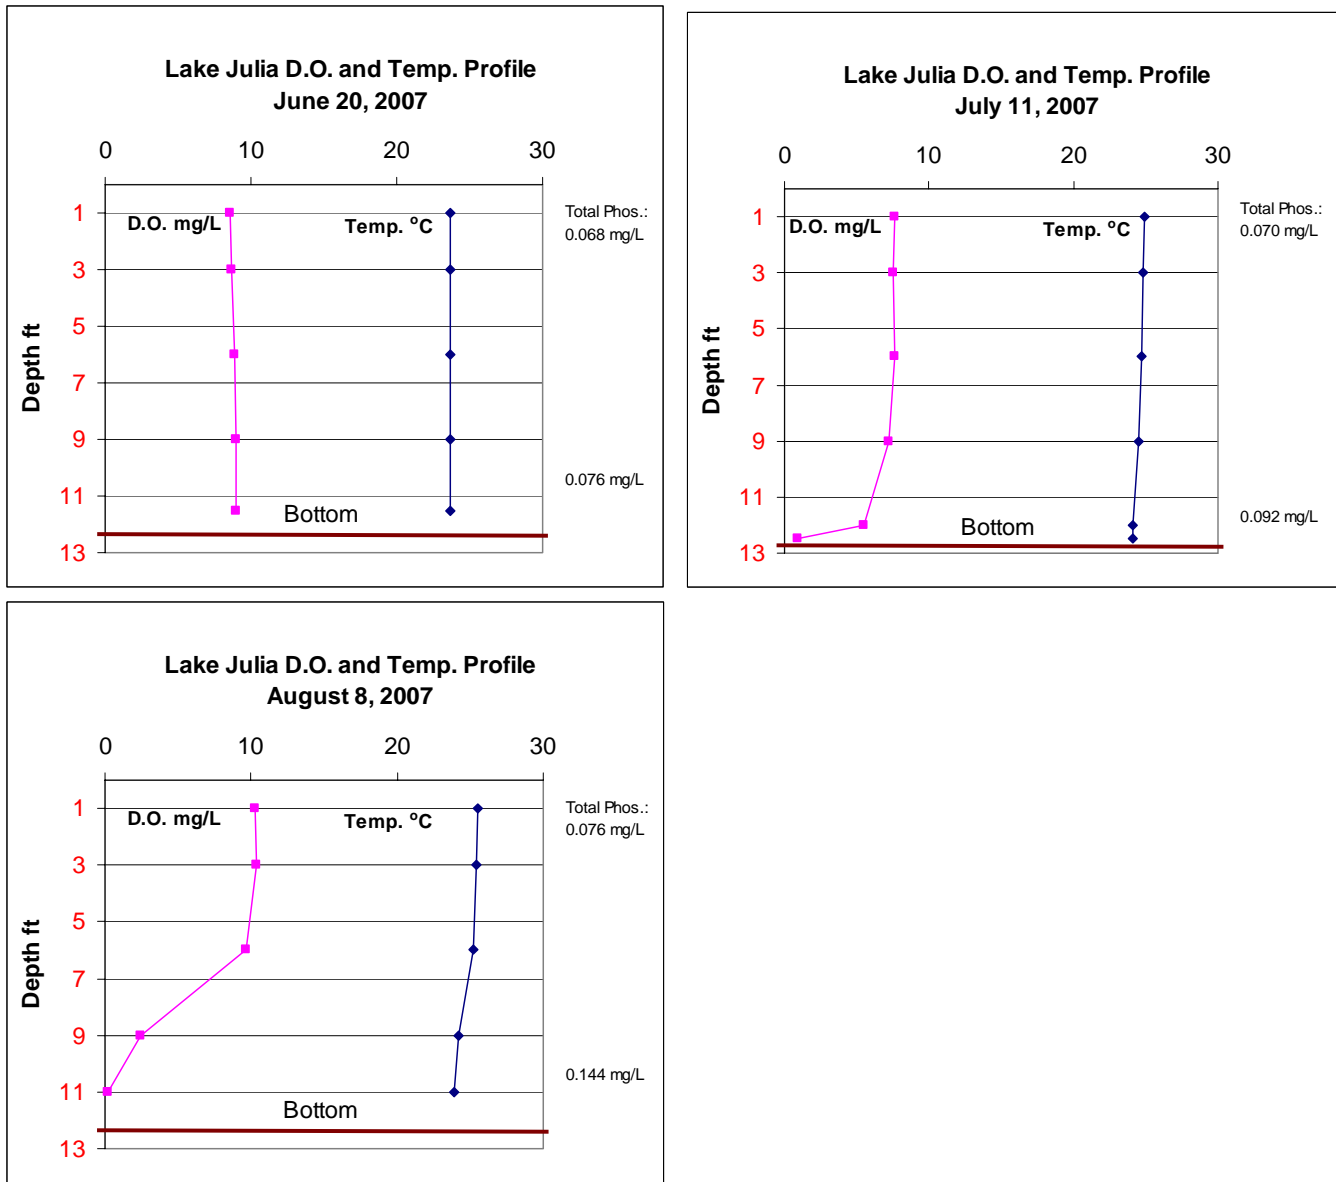 Lake Julia D.O. and Temp. Profile
June 20, 2007
0 10 20 30
Depth ft
1
3
5
7
9
11
13
D.O. mg/L
Temp. ºC
Total Phos.:
0.068 mg/L
0.076 mg/L
Bottom
Lake Julia D.O. and Temp. Profile
July 11, 2007
0 10 20 30
Depth ft
1
3
5
7
9
11
13
D.O. mg/L
Temp. ºC
Total Phos.:
0.070 mg/L
0.092 mg/L
Bottom
Lake Julia D.O. and Temp. Profile
August 8, 2007
0 10 20 30
Depth ft
1
3
5
7
9
11
13
D.O. mg/L
Temp. ºC
Total Phos.:
0.076 mg/L
0.144 mg/L
Bottom